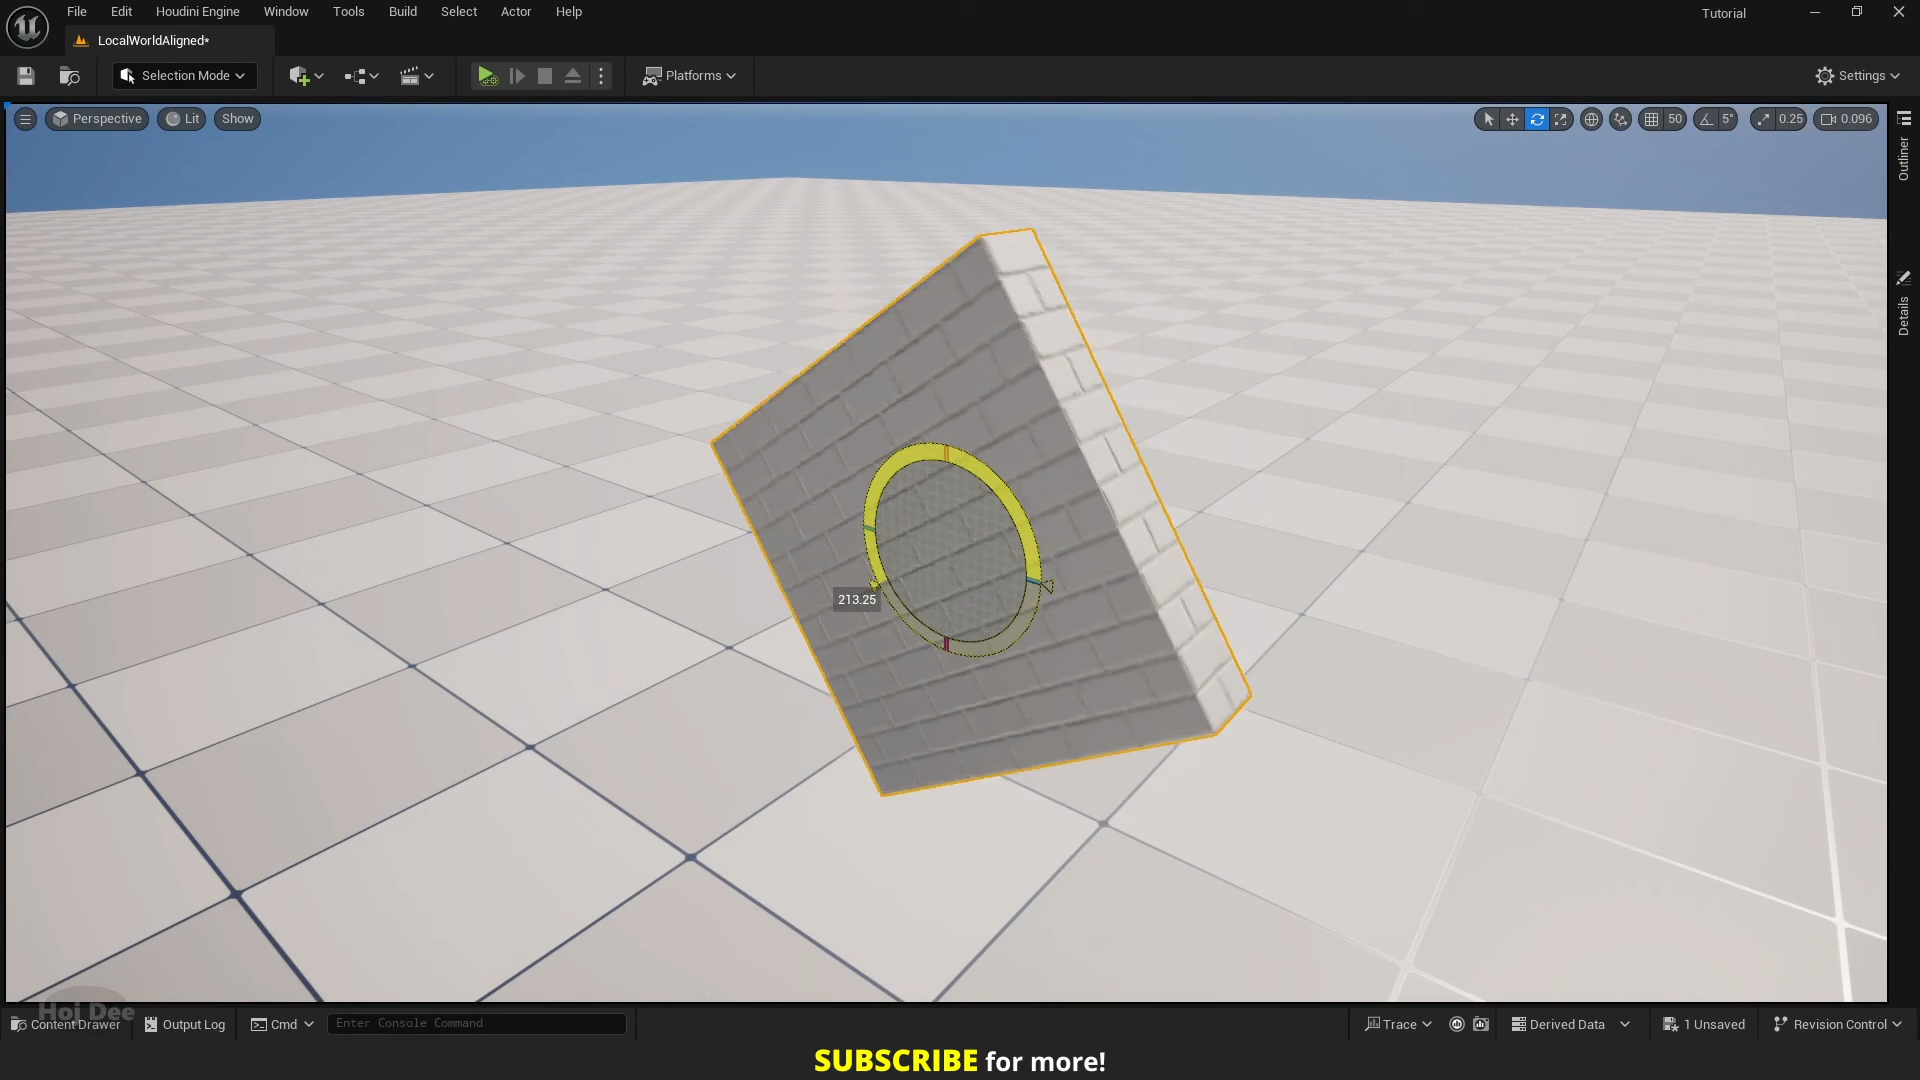 File Edit Houdini Engine Window Tools Build Select Actor Help
Tutorial
LocalWorldAligned*
Selection Mode
Platforms
Settings
Perspective Lit Show
50 5° 0.25 0.096
Outliner
Details
213.25
Hoj Dee
Content Drawer Output Log Cmd Enter Console Command
Trace Derived Data 1 Unsaved Revision Control
SUBSCRIBE for more!